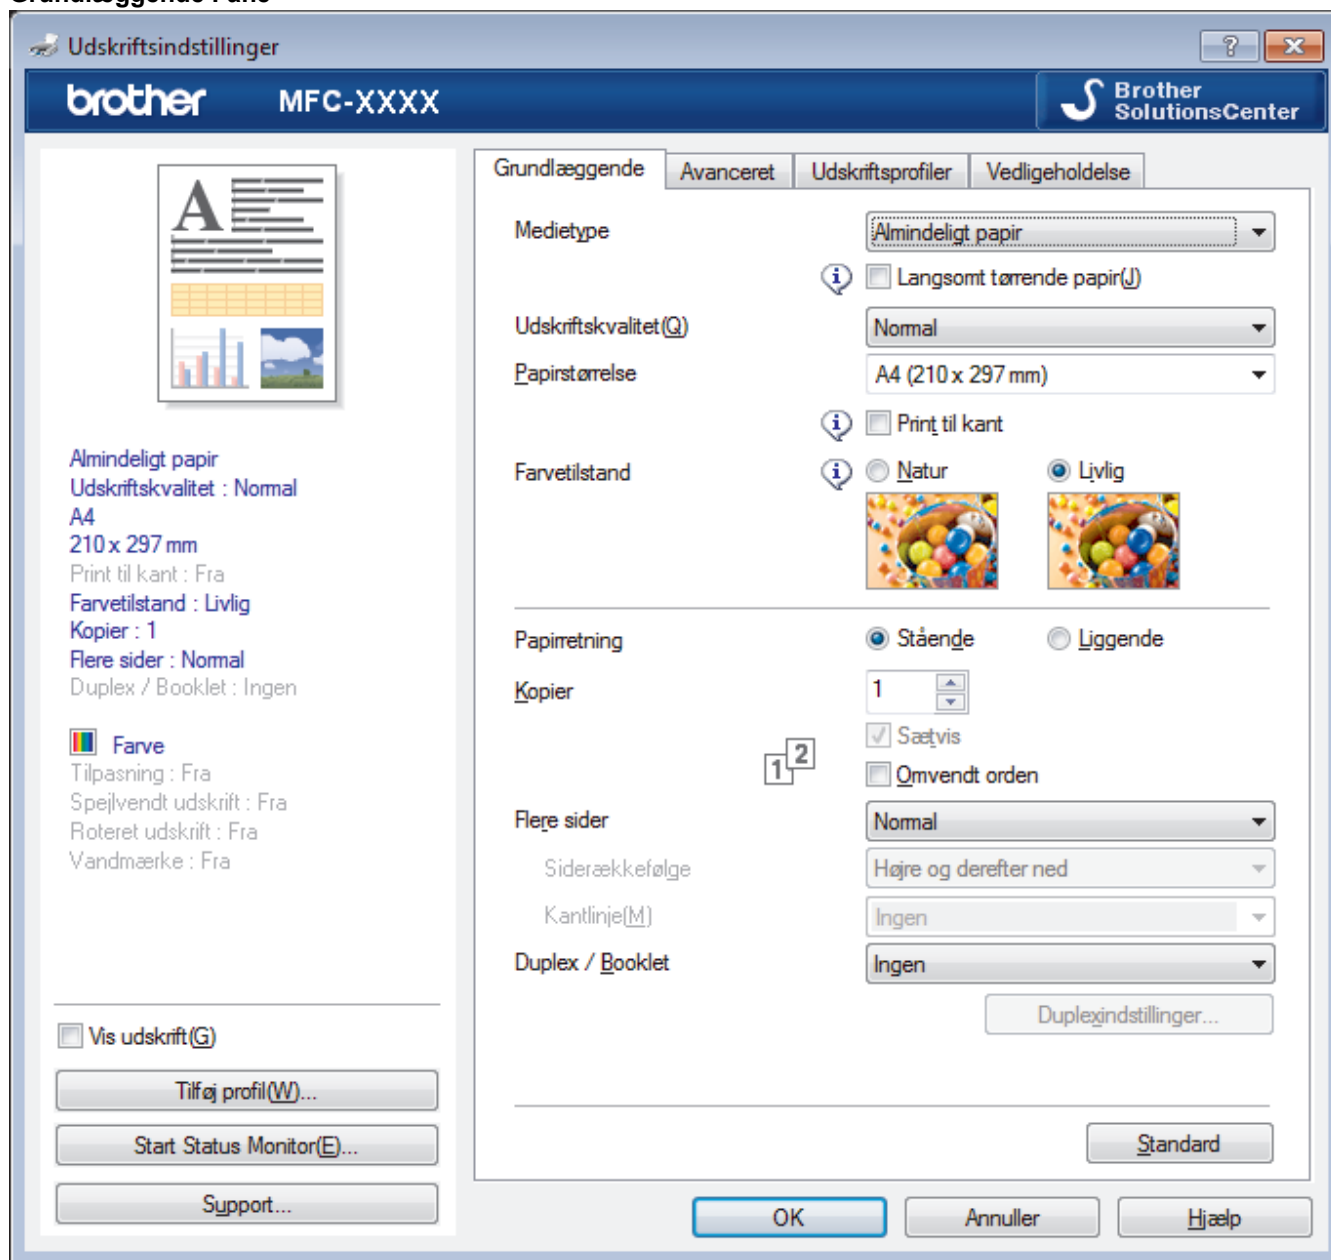 Udskriftsindstillinger
brother MFC-XXXX
Brother
SolutionsCenter
Almindeligt papir
Udskriftskvalitet : Normal
A4
210 x 297 mm
Print til kant : Fra
Farvetilstand : Livlig
Kopier : 1
Flere sider : Normal
Duplex / Booklet : Ingen
Farve
Tilpasning : Fra
Spejlvendt udskrift : Fra
Roteret udskrift : Fra
Vandmærke : Fra
Vis udskrift(G)
Tilføj profil(W)...
Start Status Monitor(E)...
Support...
Grundlæggende Avanceret Udskriftsprofiler Vedligeholdelse
Medietype Almindeligt papir
Langsomt tørrende papir(J)
Udskriftskvalitet(Q) Normal
Papirstørrelse A4 (210 x 297 mm)
Print til kant
Farvetilstand Natur Livlig
Papirretning Stående Liggende
Kopier 1
Sætvis
1 2
Omvendt orden
Flere sider Normal
Siderækkefølge Højre og derefter ned
Kantlinje(M) Ingen
Duplex / Booklet Ingen
Duplexindstillinger...
Standard
OK Annuller Hjælp